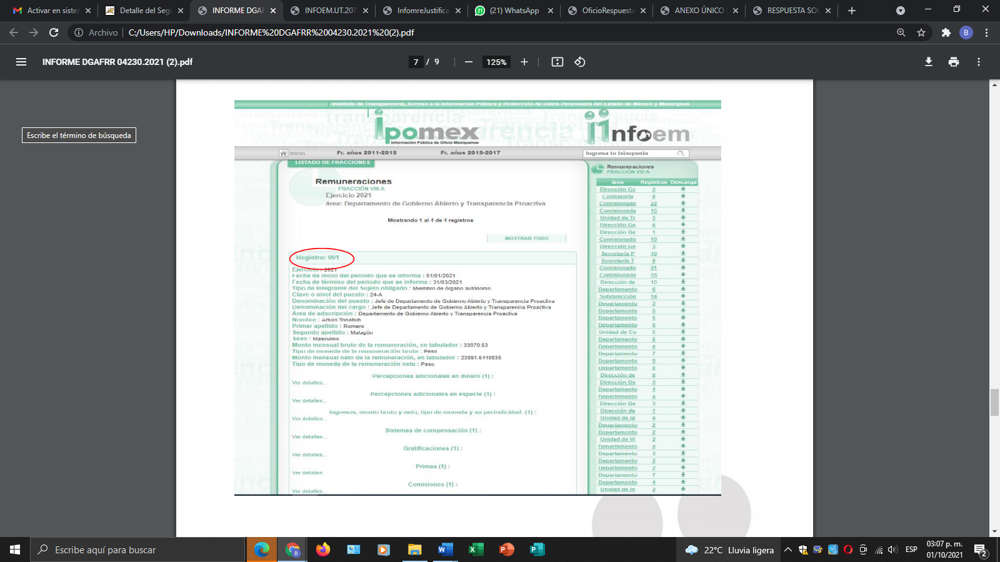 Activar en sister
Detalle del Segu
INFORME DGAF
INFOEM.UT.207
InfomreJustifica
(21) WhatsApp
OficioRespuesta
ANEXO ÚNICO
RESPUESTA SOL
Archivo
C:/Users/HP/Downloads/INFORME%20DGAFRR%2004230.2021%20(2).pdf
INFORME DGAFRR 04230.2021 (2).pdf
7 / 9
125%
Escribe el término de búsqueda
Instituto de Transparencia, Acceso a la Información Pública y Protección de Datos Personales del Estado de México y Municipios
ipomex
Información Pública de Oficio Mexiquense
infoem
Inicio
Fr. años 2011-2015
Fr. años 2015-2017
Ingresa tu búsqueda
LISTADO DE FRACCIONES
Remuneraciones
FRACCIÓN VIII A
Ejercicio 2021
área: Departamento de Gobierno Abierto y Transparencia Proactiva
Mostrando 1 al 4 de 4 registros
MOSTRAR TODO
Registro: 001
Ejercicio : 2021
Fecha de inicio del periodo que se informa : 01/01/2021
Fecha de término del periodo que se informa : 31/03/2021
Tipo de integrante del Sujeto obligado : Miembro de órgano autónomo
Clave o nivel del puesto : 24-A
Denominación del puesto : Jefe de Departamento de Gobierno Abierto y Transparencia Proactiva
Denominación del cargo : Jefe de Departamento de Gobierno Abierto y Transparencia Proactiva
Área de adscripción : Departamento de Gobierno Abierto y Transparencia Proactiva
Nombre : Arturo Tonatiuh
Primer apellido : Romero
Segundo apellido : Malagón
Sexo : Masculino
Monto mensual bruto de la remuneración, en tabulador : 33979.53
Tipo de moneda de la remuneración bruta : Peso
Monto mensual neto de la remuneración, en tabulador : 23891.6440835
Tipo de moneda de la remuneración neta : Peso
Percepciones adicionales en dinero (1) :
Ver detalles...
Percepciones adicionales en especie (1) :
Ver detalles...
Ingresos, monto bruto y neto, tipo de moneda y su periodicidad. (1) :
Ver detalles...
Sistemas de compensación (1) :
Ver detalles...
Gratificaciones (1) :
Ver detalles...
Primas (1) :
Ver detalles...
Comisiones (1) :
Ver detalles...
Remuneraciones
FRACCIÓN VIII A
área Registros Descarga
Dirección Ge 3
Contraloría 8
Comisionado 22
Comisionada 15
Unidad de Tr 3
Dirección Ge 6
Dirección Ge 1
Comisionado 19
Dirección Ge 3
Secretaría P 10
Secretaría T 8
Comisionado 21
Comisionada 15
Dirección de 15
Departamento 6
Subdirección 14
Departamento 3
Departamento 5
Departamento 5
Departamento 5
Unidad de Co 5
Departamento 5
Departamento 4
Departamento 7
Departamento 9
Departamento 8
Dirección de 8
Dirección Ge 3
Departamento 4
Departamento 4
Dirección Ge 3
Dirección de 1
Unidad de Ig 4
Departamento 2
Departamento 2
Unidad de Vi 2
Departamento 4
Departamento 3
Departamento 2
Departamento 2
Departamento 7
Departamento 4
Unidad de In 2
Escribe aquí para buscar
22°C Lluvia ligera
ESP
03:07 p. m.
01/10/2021
2